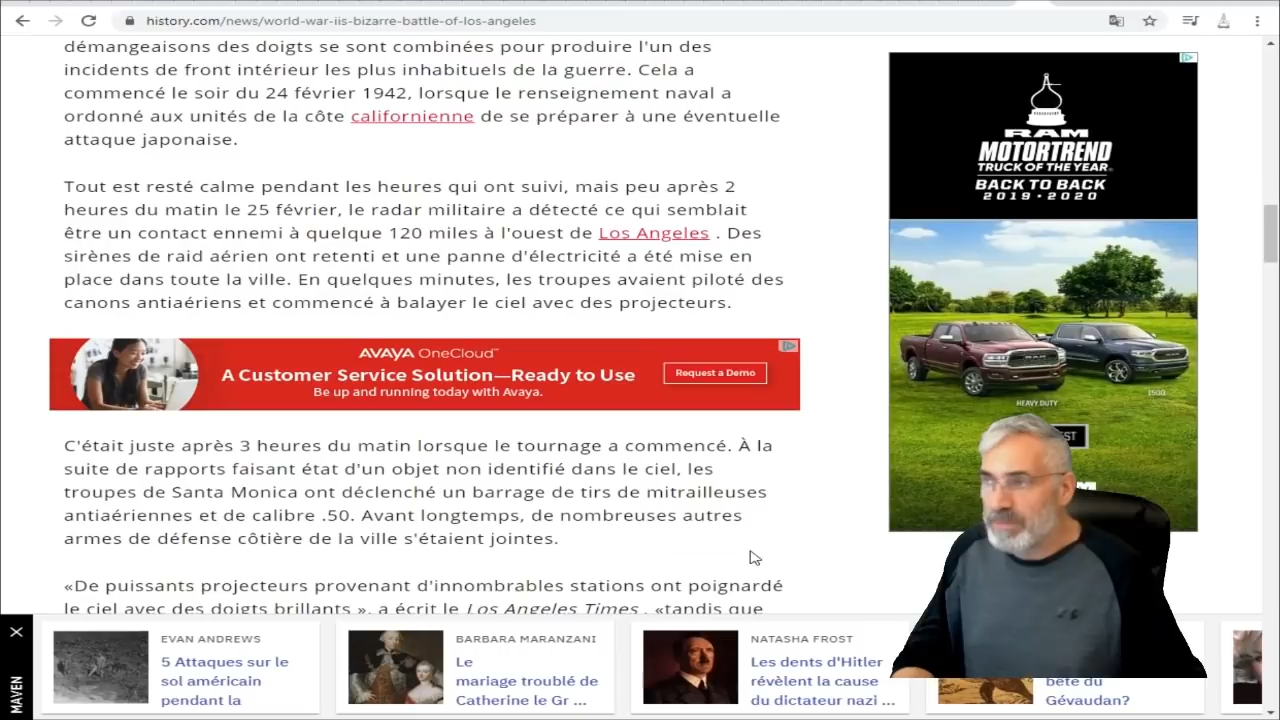 history.com/news/world-war-iis-bizarre-battle-of-los-angeles
démangeaisons des doigts se sont combinées pour produire l'un des
incidents de front intérieur les plus inhabituels de la guerre. Cela a
commencé le soir du 24 février 1942, lorsque le renseignement naval a
ordonné aux unités de la côte californienne de se préparer à une éventuelle
attaque japonaise.
Tout est resté calme pendant les heures qui ont suivi, mais peu après 2
heures du matin le 25 février, le radar militaire a détecté ce qui semblait
être un contact ennemi à quelque 120 miles à l'ouest de Los Angeles . Des
sirènes de raid aérien ont retenti et une panne d'électricité a été mise en
place dans toute la ville. En quelques minutes, les troupes avaient piloté des
canons antiaériens et commencé à balayer le ciel avec des projecteurs.
AVAYA OneCloud™
A Customer Service Solution—Ready to Use
Be up and running today with Avaya.
Request a Demo
C'était juste après 3 heures du matin lorsque le tournage a commencé. À la
suite de rapports faisant état d'un objet non identifié dans le ciel, les
troupes de Santa Monica ont déclenché un barrage de tirs de mitrailleuses
antiaériennes et de calibre .50. Avant longtemps, de nombreuses autres
armes de défense côtière de la ville s'étaient jointes.
«De puissants projecteurs provenant d'innombrables stations ont poignardé
le ciel avec des doigts brillants », a écrit le Los Angeles Times , «tandis que
RAM
MOTORTREND
TRUCK OF THE YEAR®
BACK TO BACK
2019 • 2020
HEAVY DUTY
1500
MAVEN
EVAN ANDREWS
5 Attaques sur le
sol américain
pendant la
BARBARA MARANZANI
Le
mariage troublé de
Catherine le Gr ...
NATASHA FROST
Les dents d'Hitler
révèlent la cause
du dictateur nazi ...
bête du
Gévaudan?